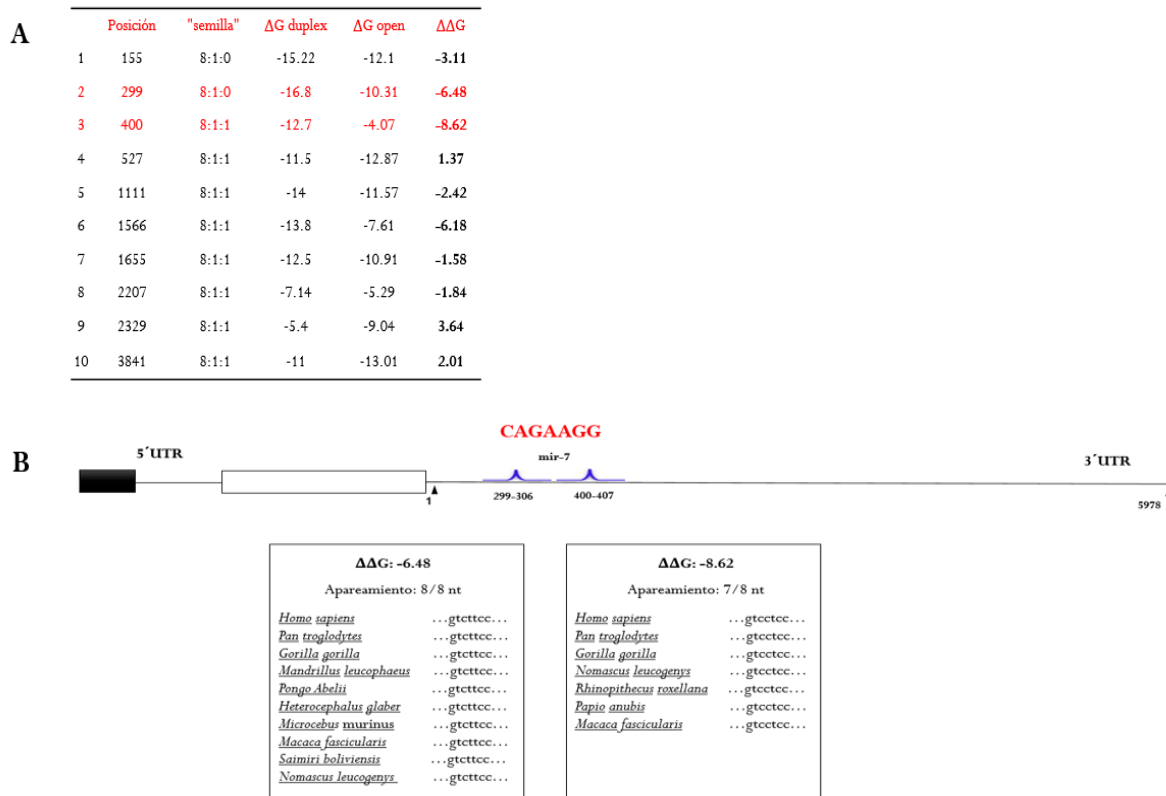 A
Posición "semilla" ΔG duplex ΔG open ΔΔG
1 155 8:1:0 -15.22 -12.1 -3.11
2 299 8:1:0 -16.8 -10.31 -6.48
3 400 8:1:1 -12.7 -4.07 -8.62
4 527 8:1:1 -11.5 -12.87 1.37
5 1111 8:1:1 -14 -11.57 -2.42
6 1566 8:1:1 -13.8 -7.61 -6.18
7 1655 8:1:1 -12.5 -10.91 -1.58
8 2207 8:1:1 -7.14 -5.29 -1.84
9 2329 8:1:1 -5.4 -9.04 3.64
10 3841 8:1:1 -11 -13.01 2.01
B
CAGAAGG
5´UTR mir-7 3´UTR
1 299-306 400-407 5978
ΔΔG: -6.48
Apareamiento: 8/8 nt
Homo sapiens ...gtcttcc...
Pan troglodytes ...gtcttcc...
Gorilla gorilla ...gtcttcc...
Mandrillus leucophaeus ...gtcttcc...
Pongo Abelii ...gtcttcc...
Heterocephalus glaber ...gtcttcc...
Microcebus murinus ...gtcttcc...
Macaca fascicularis ...gtcttcc...
Saimiri boliviensis ...gtcttcc...
Nomascus leucogenys ...gtcttcc...
ΔΔG: -8.62
Apareamiento: 7/8 nt
Homo sapiens ...gtcctcc...
Pan troglodytes ...gtcctcc...
Gorilla gorilla ...gtcctcc...
Nomascus leucogenys ...gtcctcc...
Rhinopithecus roxellana ...gtcctcc...
Papio anubis ...gtcctcc...
Macaca fascicularis ...gtcctcc...